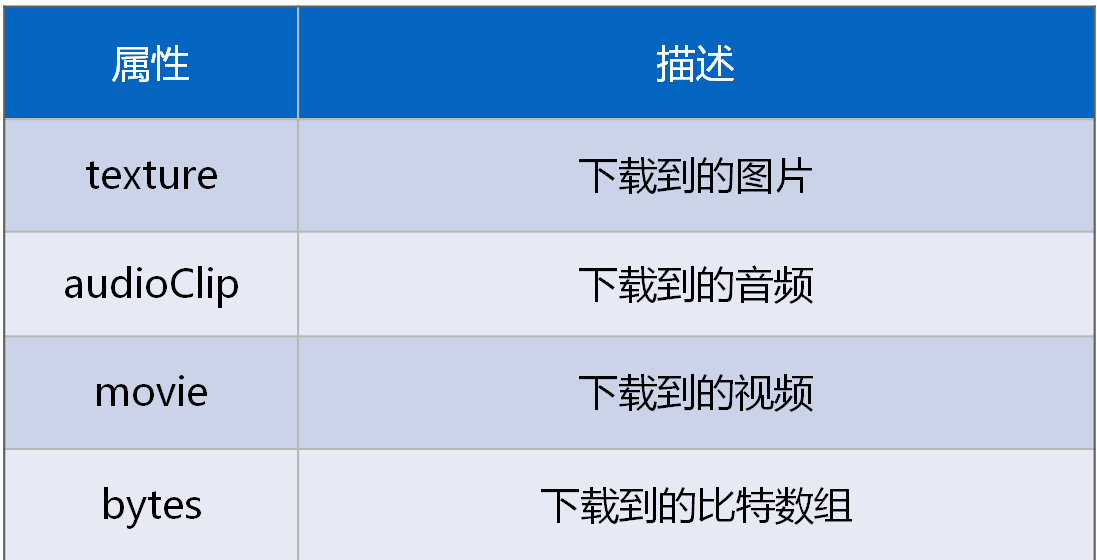 属性 描述
texture 下载到的图片
audioClip 下载到的音频
movie 下载到的视频
bytes 下载到的比特数组